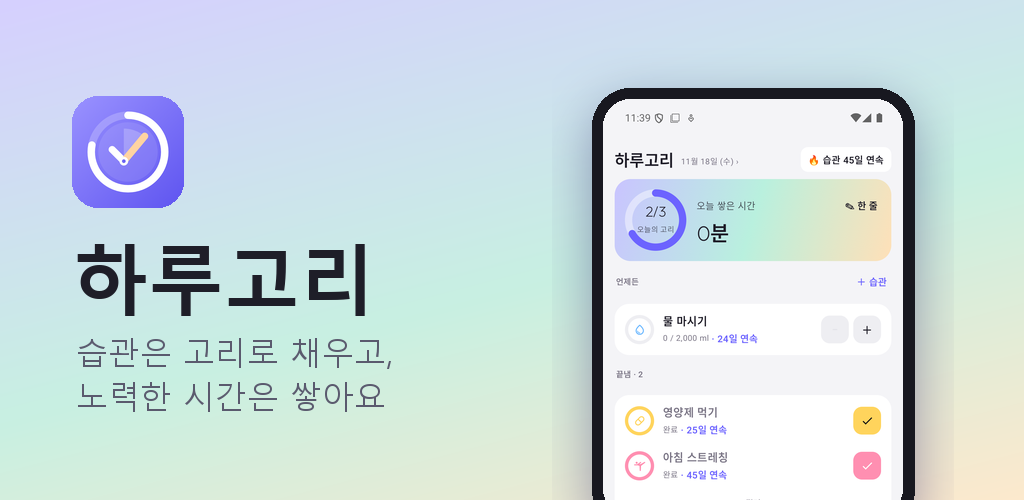 하루고리
습관은 고리로 채우고,
노력한 시간은 쌓아요
11:39
하루고리 11월 18일 (수) ›
🔥 습관 45일 연속
2/3
오늘의 고리
오늘 쌓은 시간
0분
✎ 한 줄
언제든
+ 습관
물 마시기
0 / 2,000 ml · 24일 연속
- +
끝냄 · 2
영양제 먹기
완료 · 25일 연속
아침 스트레칭
완료 · 45일 연속